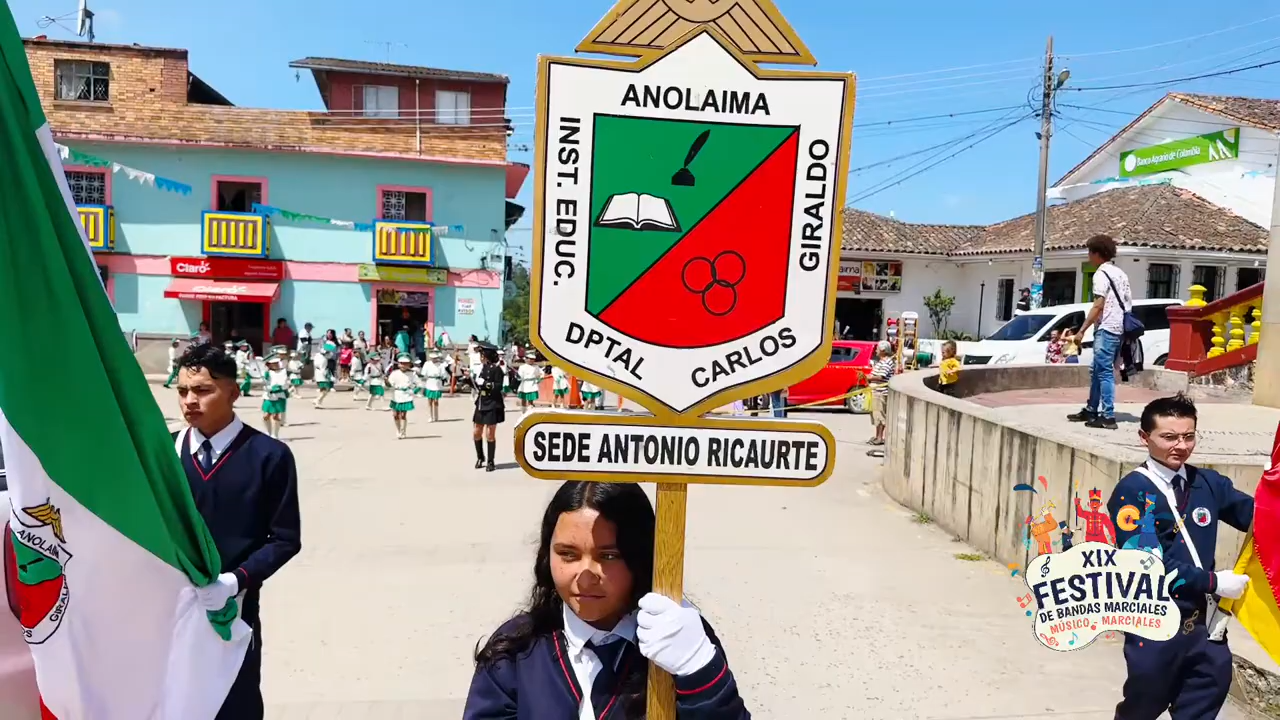 ANOLAIMA
INST. EDUC.
GIRALDO
DPTAL
CARLOS
SEDE ANTONIO RICAURTE
Banco Agrario de Colombia
Claro
ANOLAIMA
GIRAL
XIX
FESTIVAL
DE BANDAS MARCIALES
MÚSICO - MARCIALES